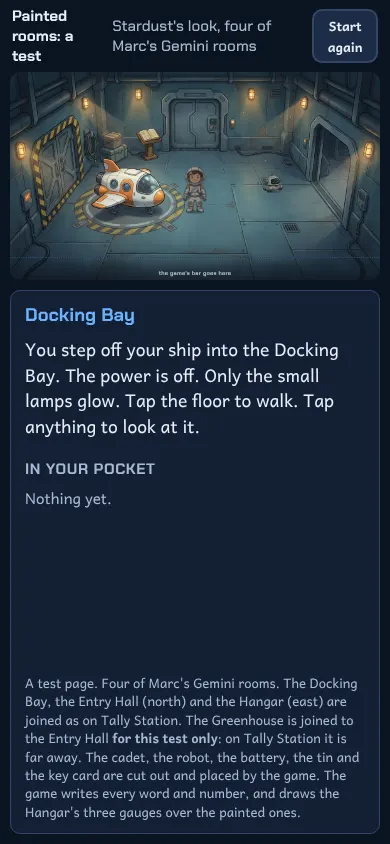 Painted
rooms: a
test
Stardust's look, four of
Marc's Gemini rooms
Start
again
the game's bar goes here
Docking Bay
You step off your ship into the Docking
Bay. The power is off. Only the small
lamps glow. Tap the floor to walk. Tap
anything to look at it.
IN YOUR POCKET
Nothing yet.
A test page. Four of Marc's Gemini rooms. The Docking
Bay, the Entry Hall (north) and the Hangar (east) are
joined as on Tally Station. The Greenhouse is joined to
the Entry Hall for this test only: on Tally Station it is
far away. The cadet, the robot, the battery, the tin and
the key card are cut out and placed by the game. The
game writes every word and number, and draws the
Hangar's three gauges over the painted ones.